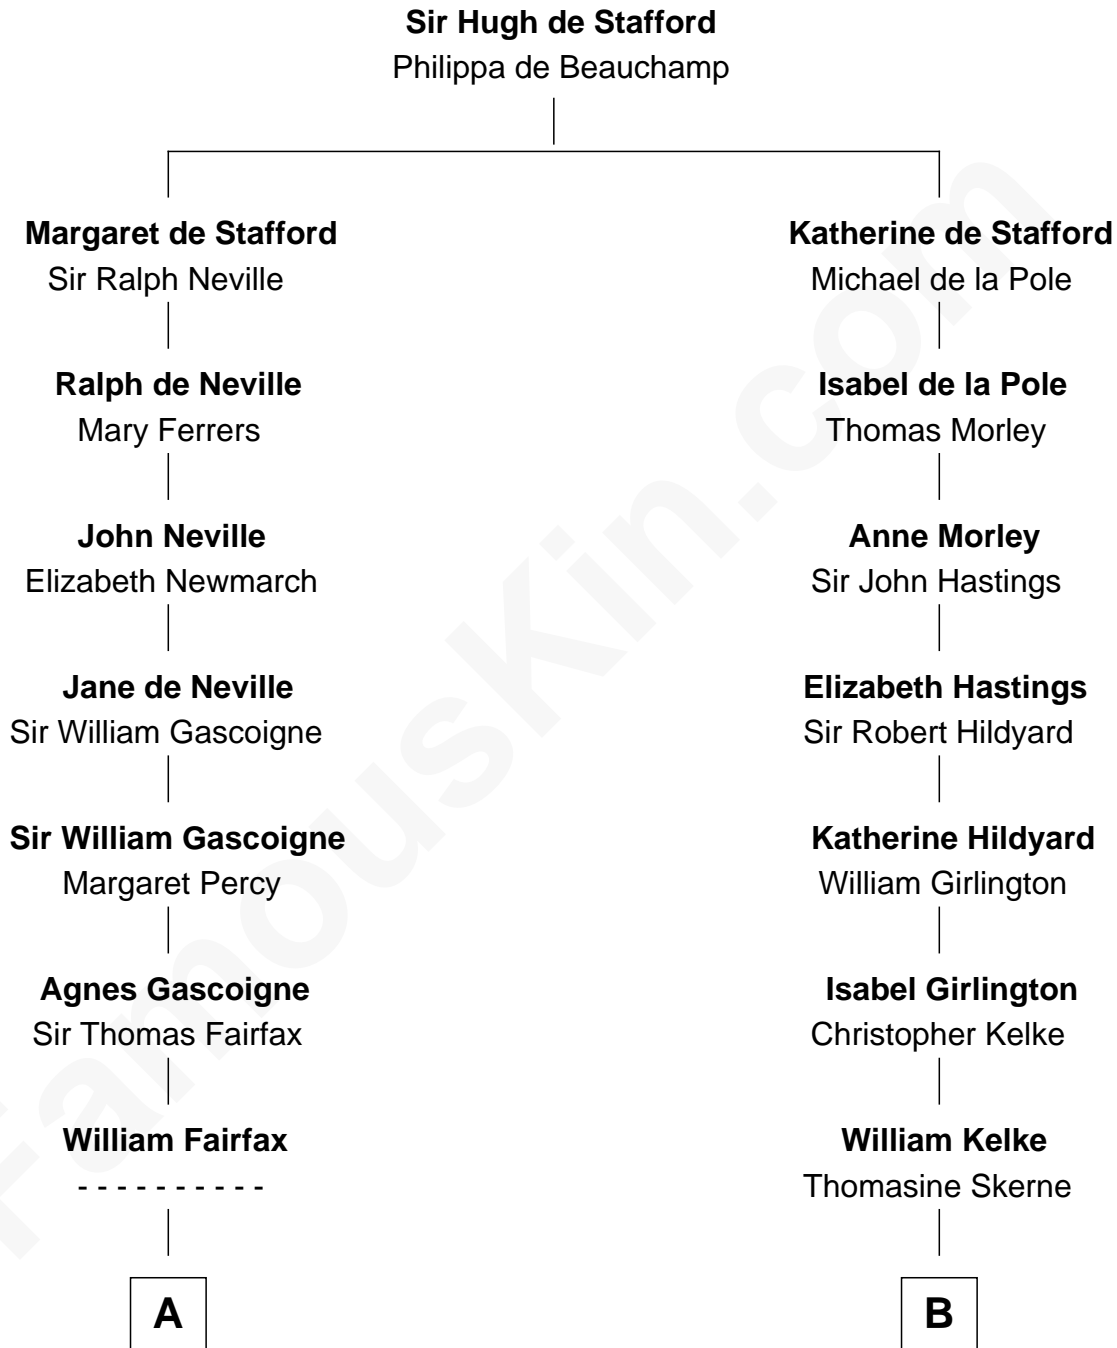 Sir Hugh de Stafford
Philippa de Beauchamp
Margaret de Stafford
Sir Ralph Neville
Katherine de Stafford
Michael de la Pole
Ralph de Neville
Mary Ferrers
Isabel de la Pole
Thomas Morley
John Neville
Elizabeth Newmarch
Anne Morley
Sir John Hastings
Jane de Neville
Sir William Gascoigne
Elizabeth Hastings
Sir Robert Hildyard
Sir William Gascoigne
Margaret Percy
Katherine Hildyard
William Girlington
Agnes Gascoigne
Sir Thomas Fairfax
Isabel Girlington
Christopher Kelke
William Fairfax
- - - - - - - - - -
William Kelke
Thomasine Skerne
A
B
FamousKin.com